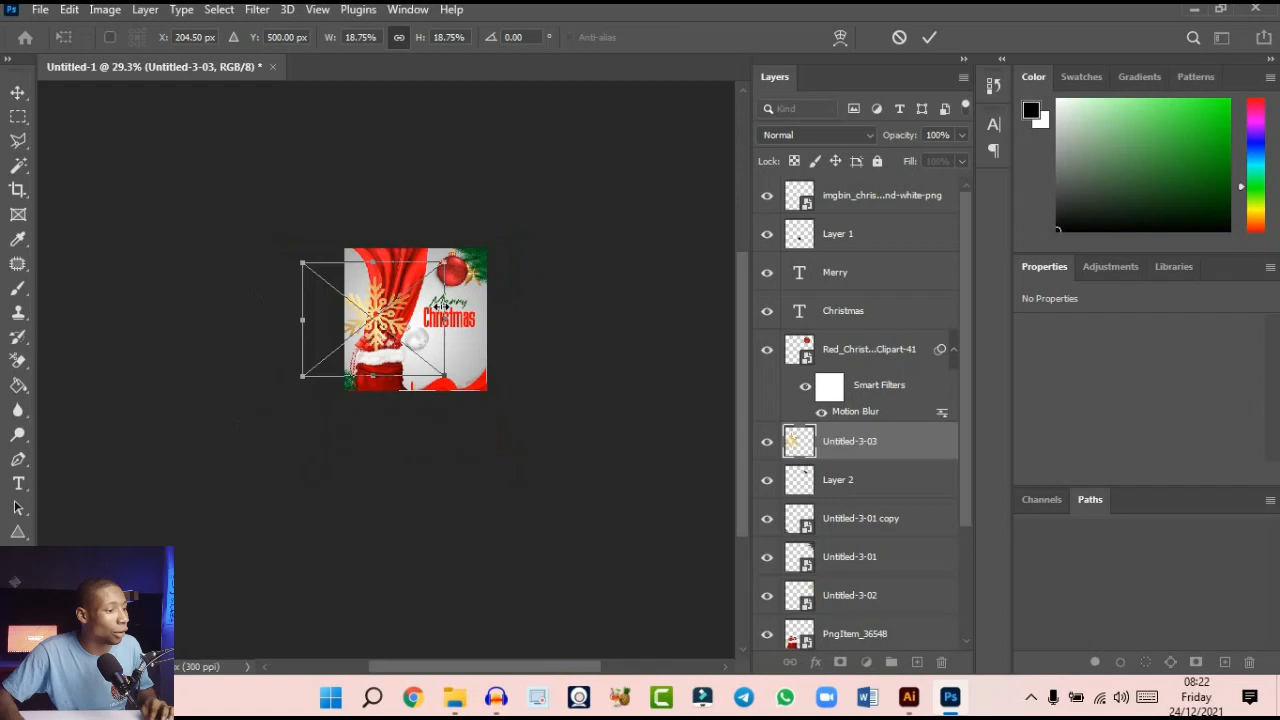 Ps File Edit Image Layer Type Select Filter 3D View Plugins Window Help
X: 204.50 px Y: 500.00 px W: 18.75% H: 18.75% 0.00 ° Anti-alias
Untitled-1 @ 29.3% (Untitled-3-03, RGB/8) *
Layers
Kind
Normal Opacity: 100%
Lock: Fill: 100%
imgbin_chris...nd-white-png
Layer 1
Merry
Christmas
Red_Christ...Clipart-41
Smart Filters
Motion Blur
Untitled-3-03
Layer 2
Untitled-3-01 copy
Untitled-3-01
Untitled-3-02
PngItem_36548
Color Swatches Gradients Patterns
Properties Adjustments Libraries
No Properties
Channels Paths
Merry
Christmas
x (300 ppi)
08:22
Friday
24/12/2021